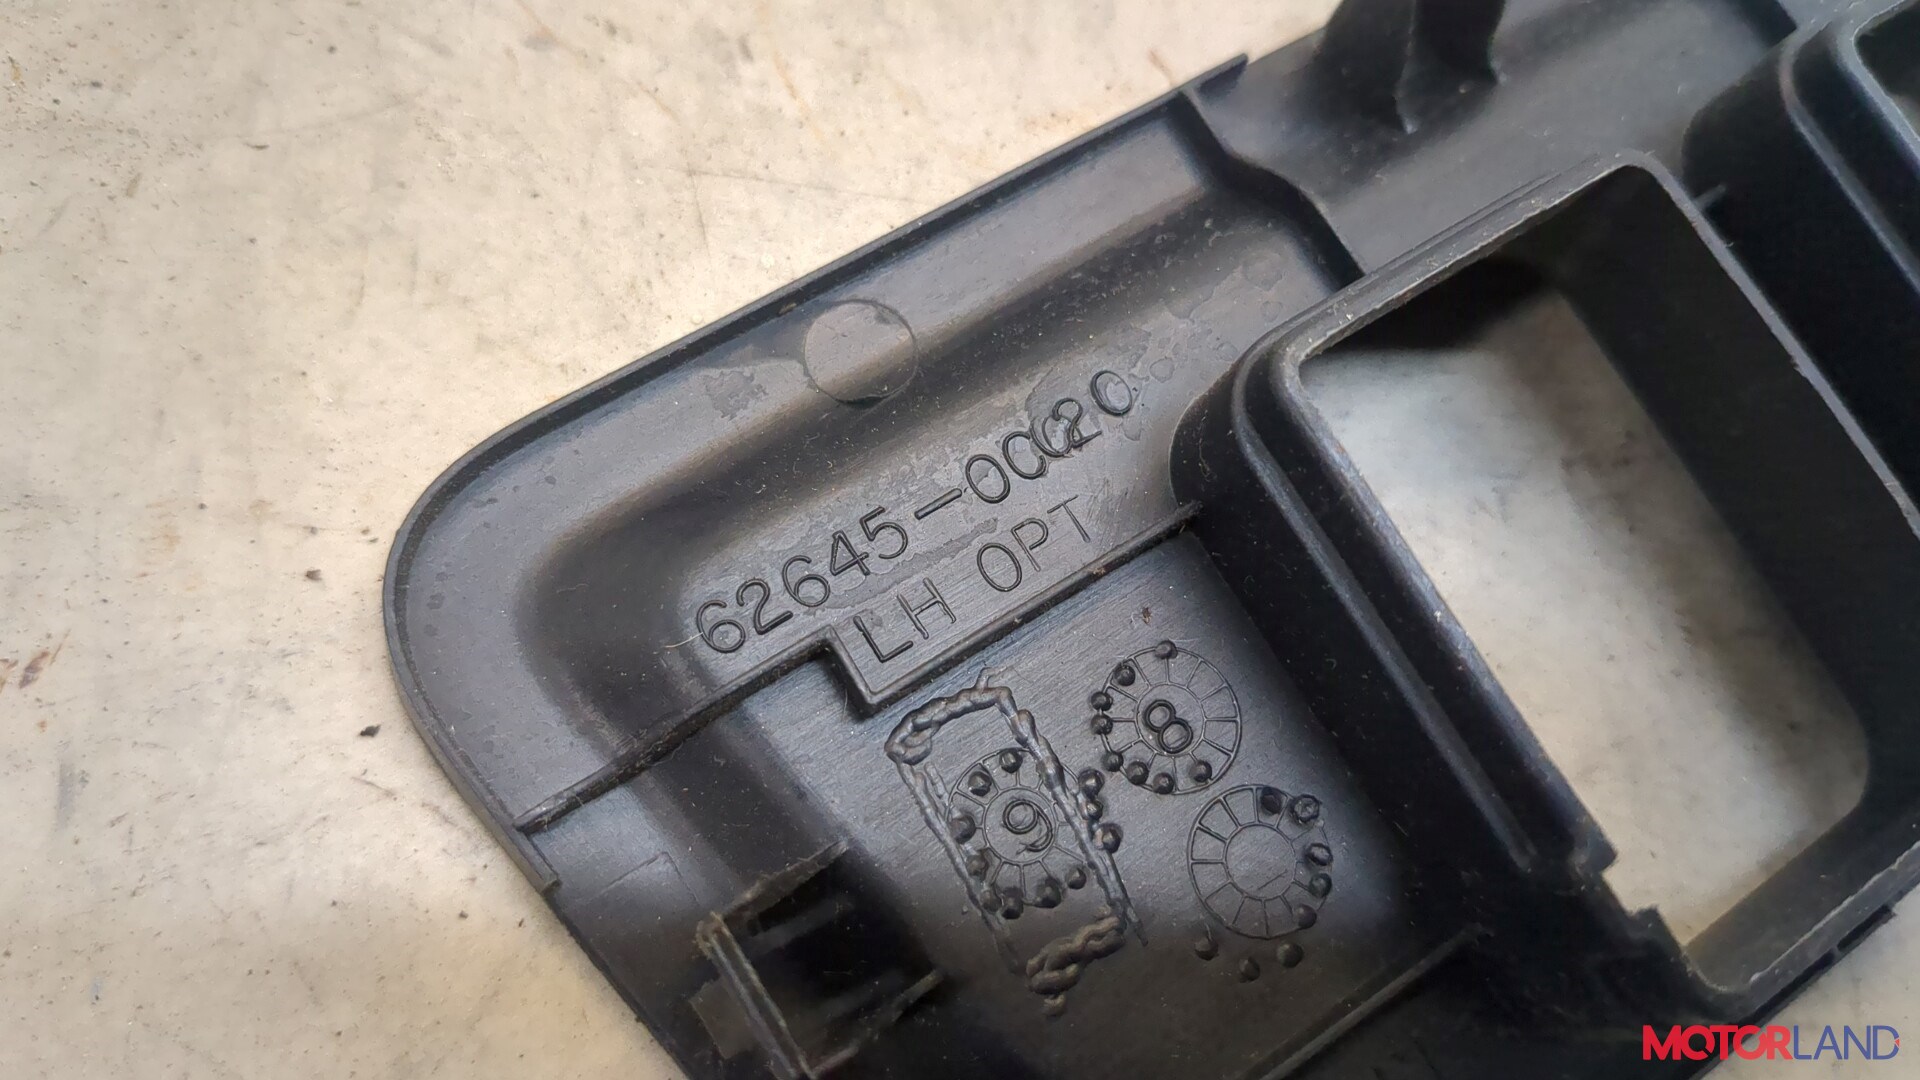 62645-0C020
LH OPT
8
9
MOTORLAND